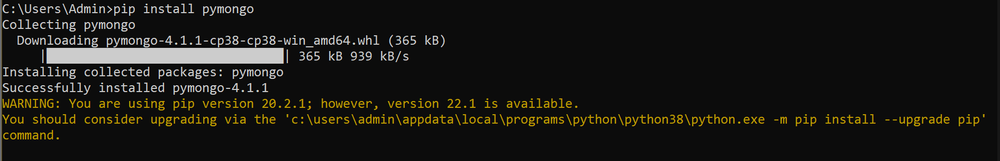 C:\Users\Admin>pip install pymongo
Collecting pymongo
  Downloading pymongo-4.1.1-cp38-cp38-win_amd64.whl (365 kB)
     |████████████████████████████████| 365 kB 939 kB/s
Installing collected packages: pymongo
Successfully installed pymongo-4.1.1
WARNING: You are using pip version 20.2.1; however, version 22.1 is available.
You should consider upgrading via the 'c:\users\admin\appdata\local\programs\python\python38\python.exe -m pip install --upgrade pip'
command.